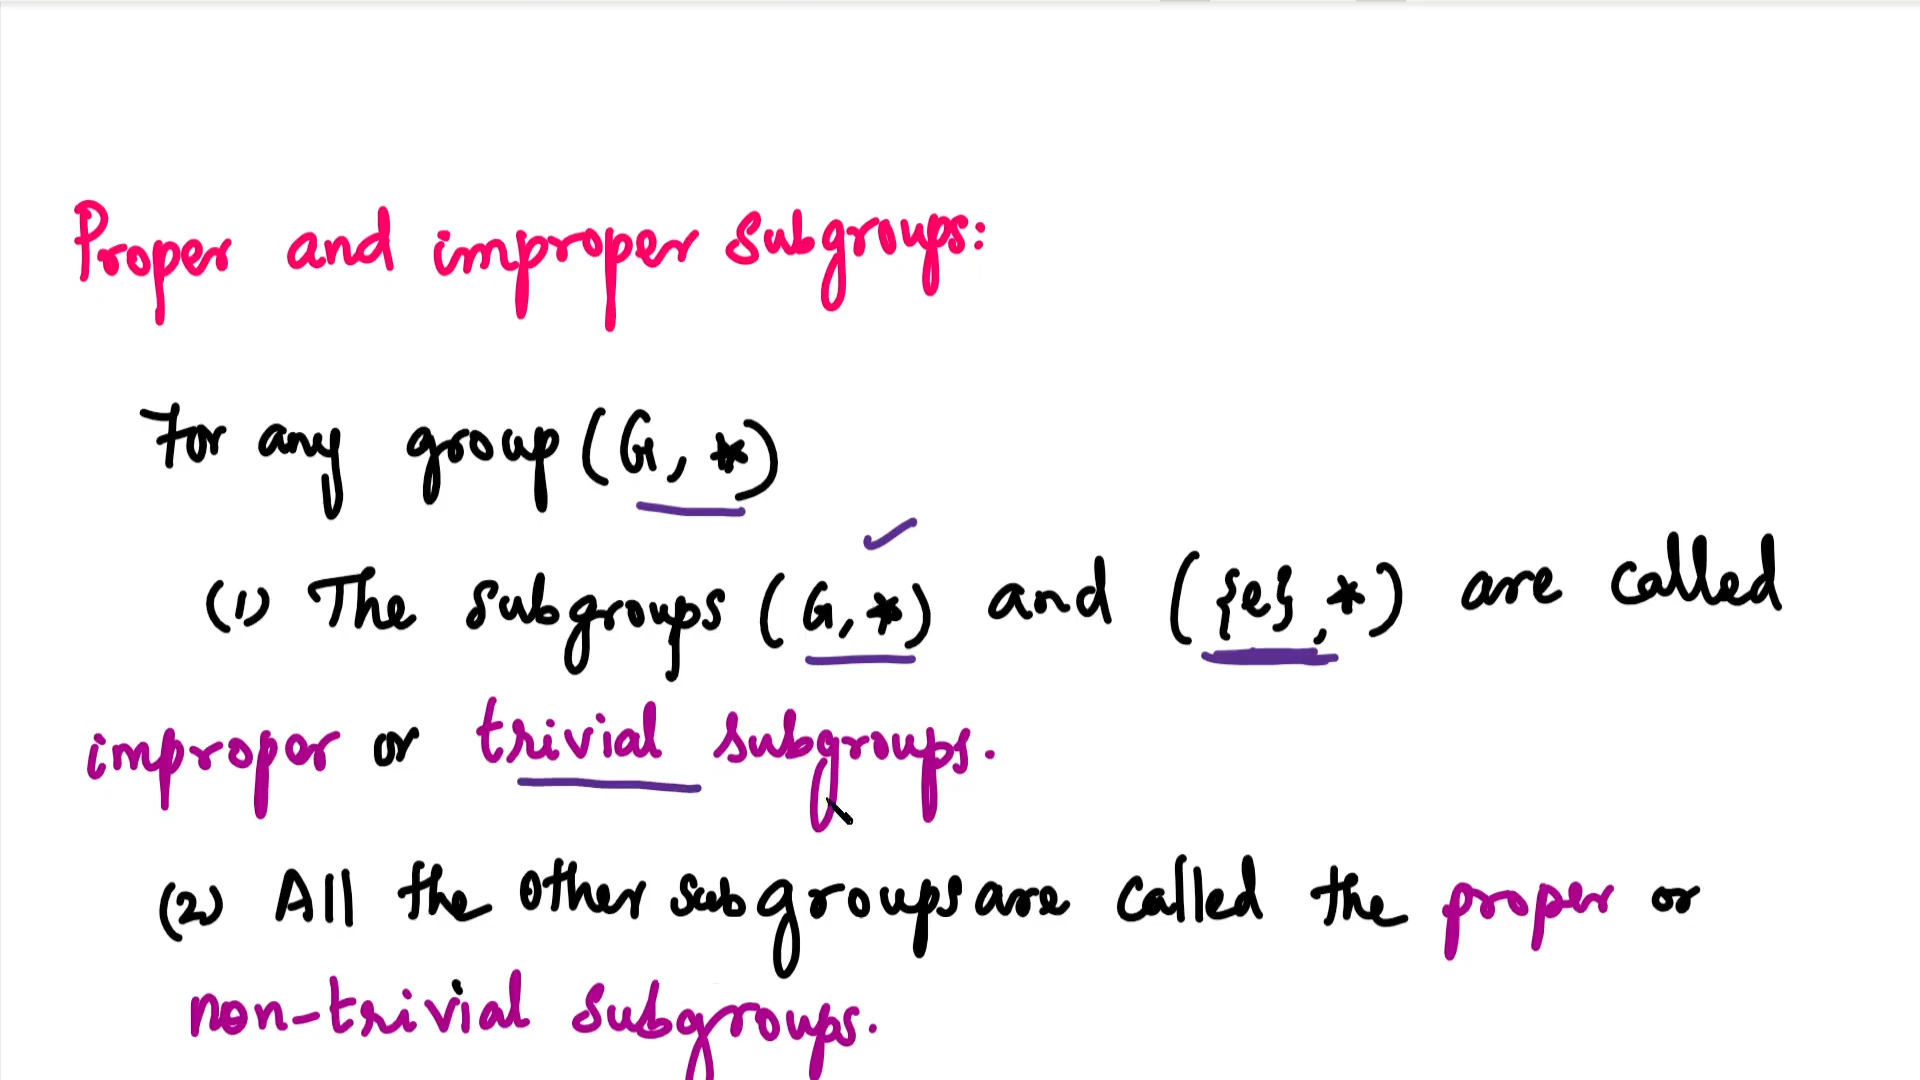 Proper and improper subgroups:
For any group (G, *)
(1) The subgroups (G, *) and ({e}, *) are called
improper or trivial subgroups.
(2) All the other subgroups are called the proper or
non-trivial subgroups.